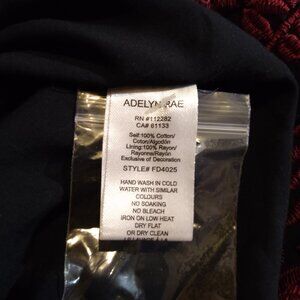 ADELYN RAE
RN #112282
CA# 61133
Self:100% Cotton/
Coton/Algodón
Lining:100% Rayon/
Rayonne/Rayón
Exclusive of Decoration
STYLE# FD4025
HAND WASH IN COLD
WATER WITH SIMILAR
COLOURS
NO SOAKING
NO BLEACH
IRON ON LOW HEAT
DRY FLAT
OR DRY CLEAN